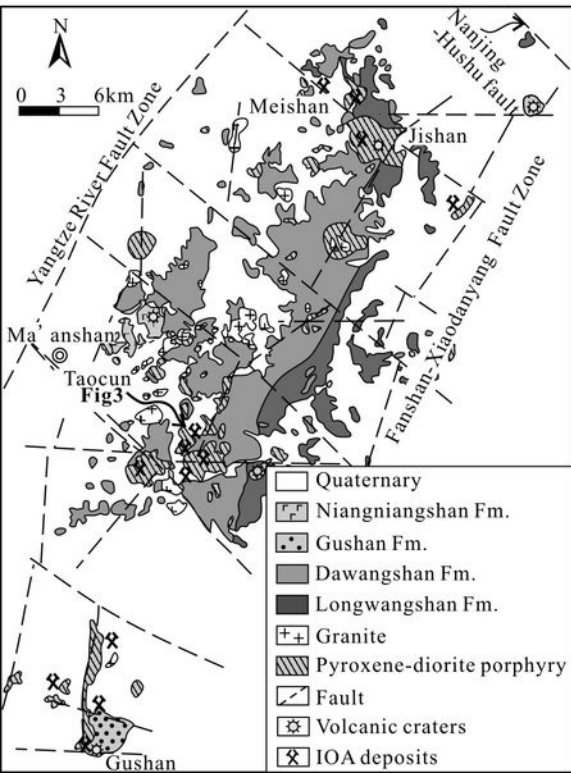 N
0 3 6km
Nanjing
-Hushu fault
Meishan
Jishan
Yangtze River Fault Zone
Fanshan-Xiaodanyang Fault Zone
Ma' anshan
Taocun
Fig3
Gushan
Quaternary
Niangniangshan Fm.
Gushan Fm.
Dawangshan Fm.
Longwangshan Fm.
Granite
Pyroxene-diorite porphyry
Fault
Volcanic craters
IOA deposits